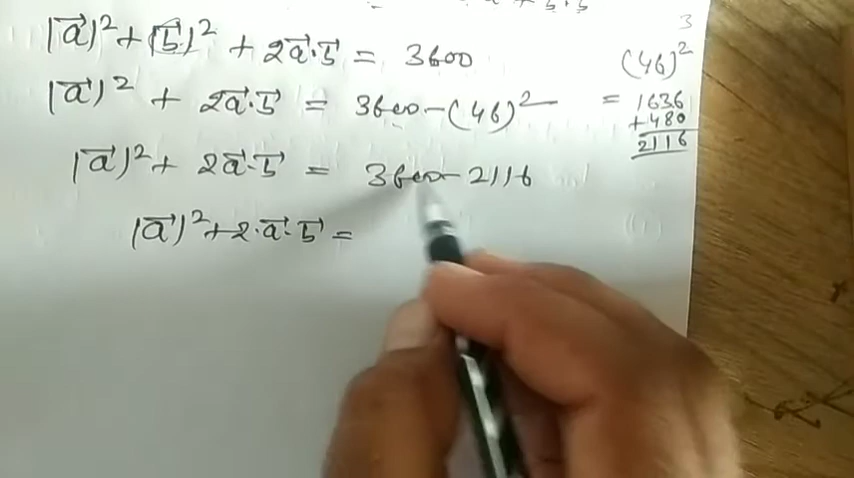 |a⃗|² + |b⃗|² + 2a⃗·b⃗ = 3600
|a⃗|² + 2a⃗·b⃗ = 3600 - (46)²
|a⃗|² + 2a⃗·b⃗ = 3600 - 2116
|a⃗|² + 2·a⃗·b⃗ =
3
(46)²
= 1636
+480
2116